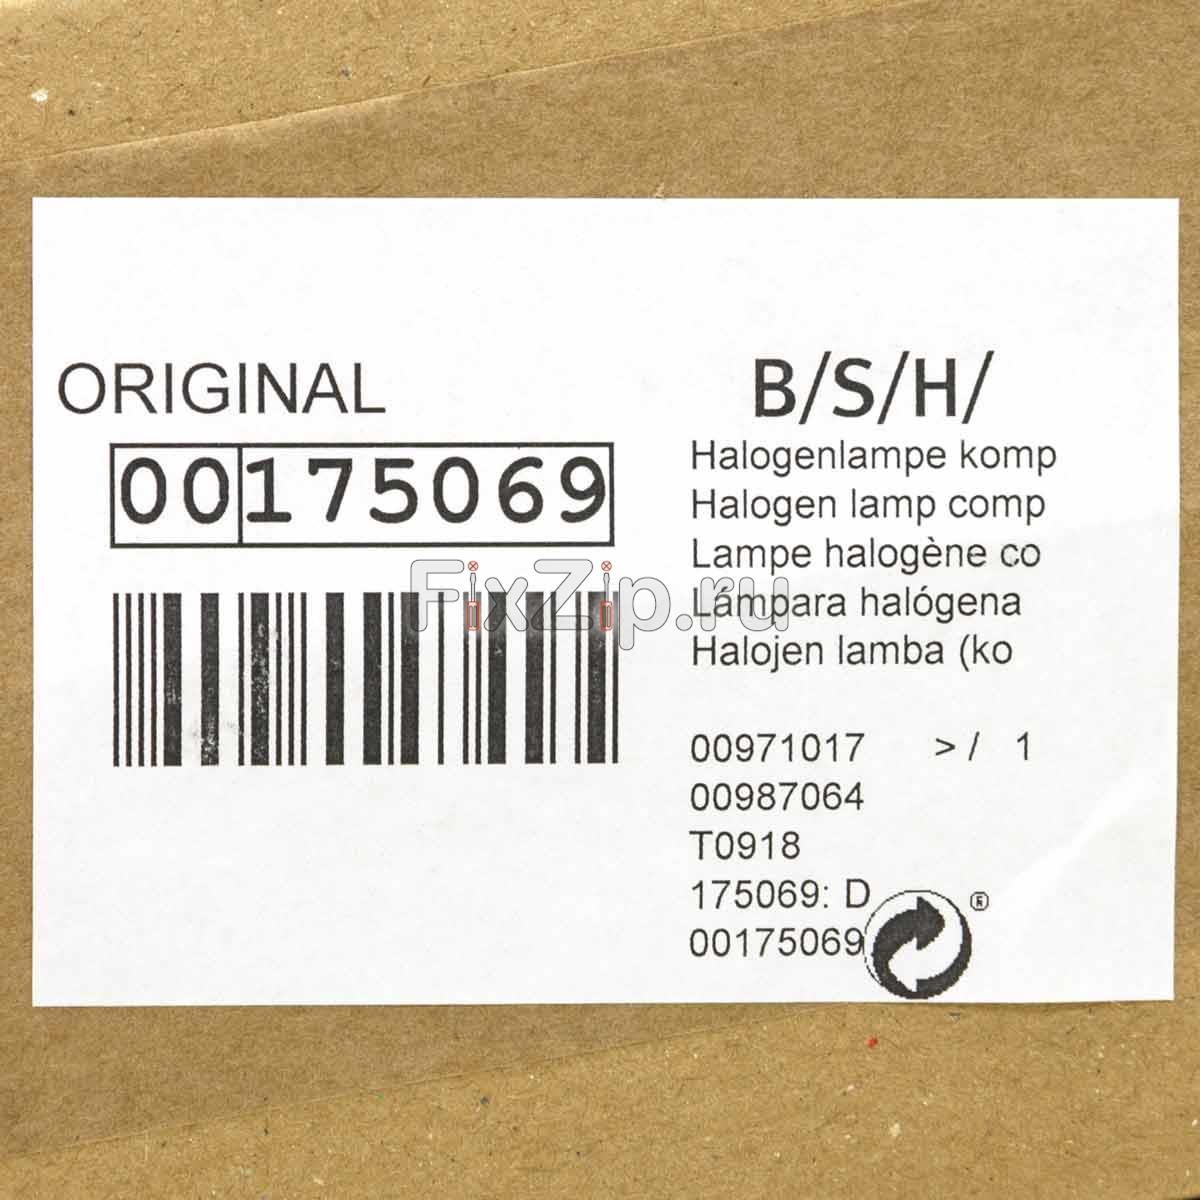 ORIGINAL
00175069
B/S/H/
Halogenlampe komp
Halogen lamp comp
Lampe halogène co
Lámpara halógena
Halojen lamba (ko
FixZip.ru
00971017 > / 1
00987064
T0918
175069: D
00175069
®